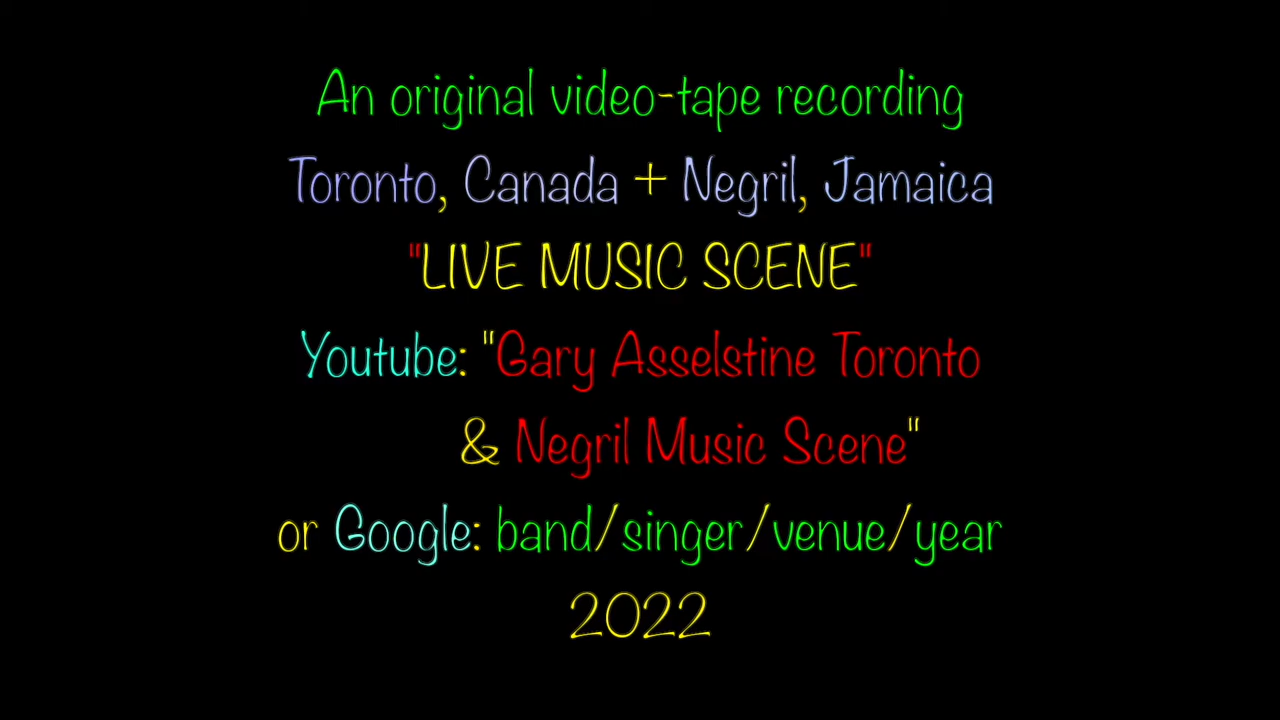 An original video-tape recording
Toronto, Canada + Negril, Jamaica
"LIVE MUSIC SCENE"
Youtube: "Gary Asselstine Toronto
& Negril Music Scene"
or Google: band/singer/venue/year
2022